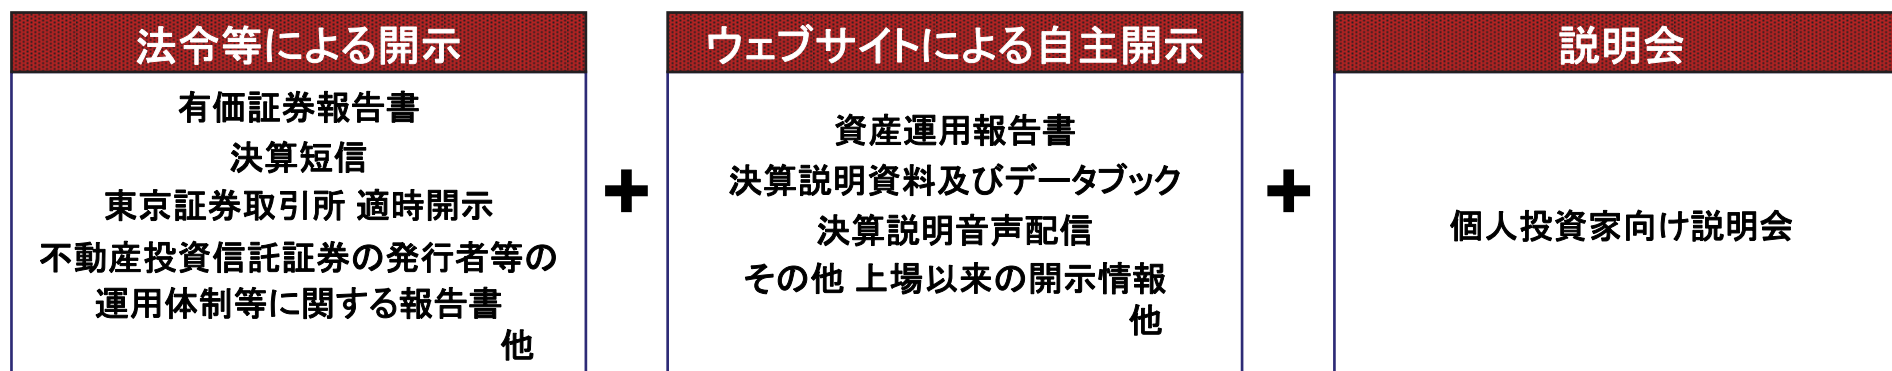 法令等による開示
有価証券報告書
決算短信
東京証券取引所 適時開示
不動産投資信託証券の発行者等の
運用体制等に関する報告書
他
+
ウェブサイトによる自主開示
資産運用報告書
決算説明資料及びデータブック
決算説明音声配信
その他 上場以来の開示情報
他
+
説明会
個人投資家向け説明会